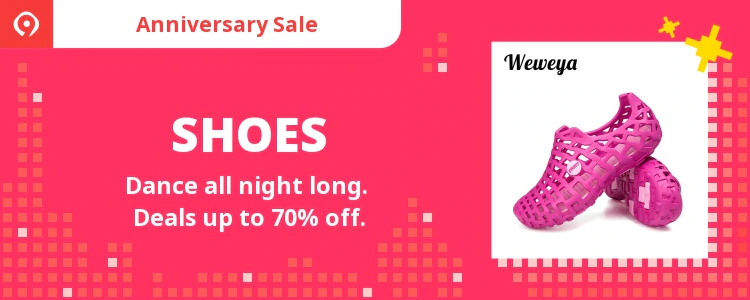 Anniversary Sale
Weweya
SHOES
Dance all night long.
Deals up to 70% off.